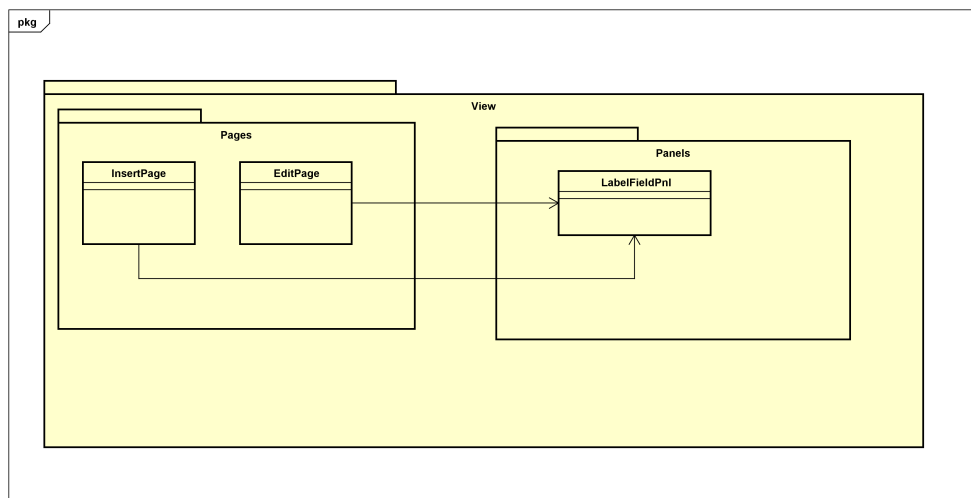 pkg
View
Pages
Panels
InsertPage
EditPage
LabelFieldPnl